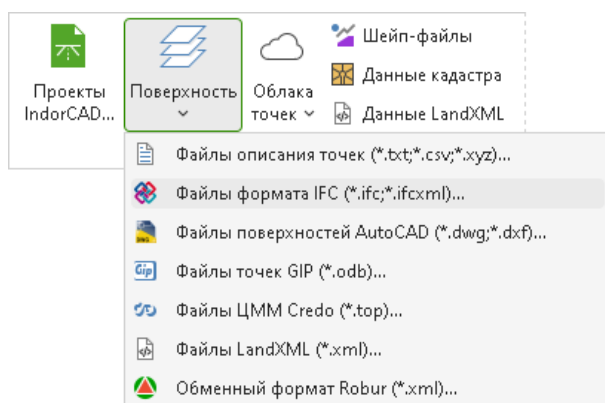 Проекты
IndorCAD...
Поверхность
Облака
точек
Шейп-файлы
Данные кадастра
Данные LandXML
Файлы описания точек (*.txt;*.csv;*.xyz)...
Файлы формата IFC (*.ifc;*.ifcxml)...
DWG
Файлы поверхностей AutoCAD (*.dwg;*.dxf)...
Gip
Файлы точек GIP (*.odb)...
Файлы ЦММ Credo (*.top)...
Файлы LandXML (*.xml)...
Обменный формат Robur (*.xml)...